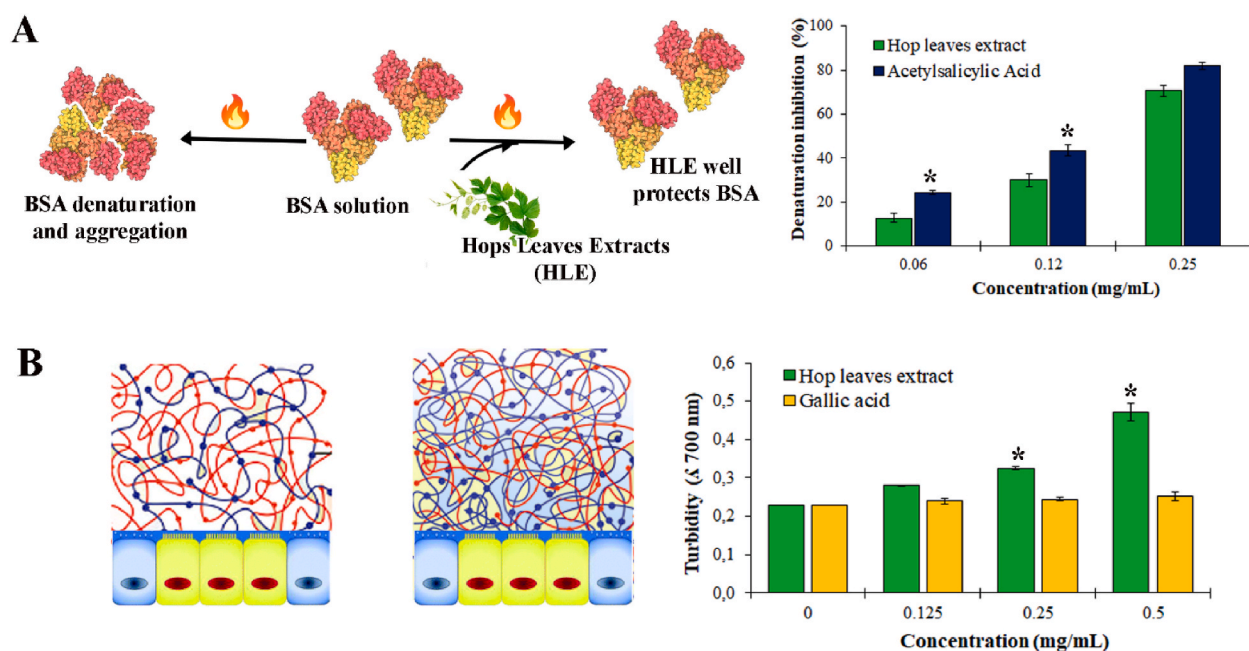 A
BSA denaturation
and aggregation
BSA solution
Hops Leaves Extracts
(HLE)
HLE well
protects BSA
Denaturation inibition (%)
100
80
60
40
20
0
Hop leaves extract
Acetylsalicylic Acid
*
*
0.06
0.12
0.25
Concentration (mg/mL)
B
Turbidity (λ 700 nm)
0,6
0,5
0,4
0,3
0,2
0,1
0,0
Hop leaves extract
Gallic acid
*
*
0
0.125
0.25
0.5
Concentration (mg/mL)